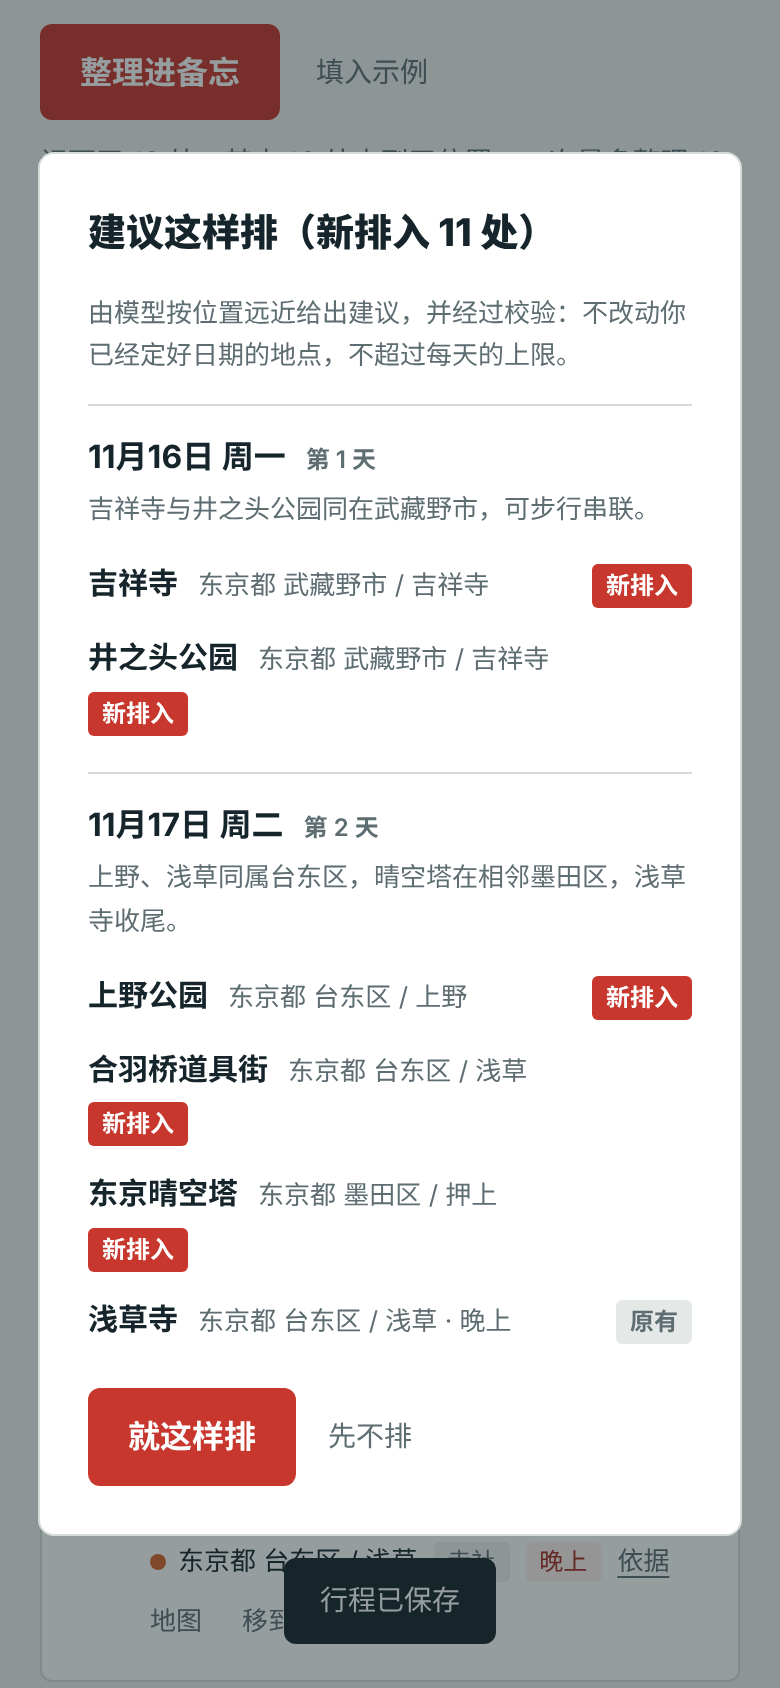 整理进备忘 填入示例
建议这样排（新排入 11 处）
由模型按位置远近给出建议，并经过校验：不改动你
已经定好日期的地点，不超过每天的上限。
11月16日 周一 第 1 天
吉祥寺与井之头公园同在武藏野市，可步行串联。
吉祥寺 东京都 武藏野市 / 吉祥寺 新排入
井之头公园 东京都 武藏野市 / 吉祥寺
新排入
11月17日 周二 第 2 天
上野、浅草同属台东区，晴空塔在相邻墨田区，浅草
寺收尾。
上野公园 东京都 台东区 / 上野 新排入
合羽桥道具街 东京都 台东区 / 浅草
新排入
东京晴空塔 东京都 墨田区 / 押上
新排入
浅草寺 东京都 台东区 / 浅草 · 晚上 原有
就这样排 先不排
东京都 台东区 / 浅草 晚上 依据
地图 移到
行程已保存